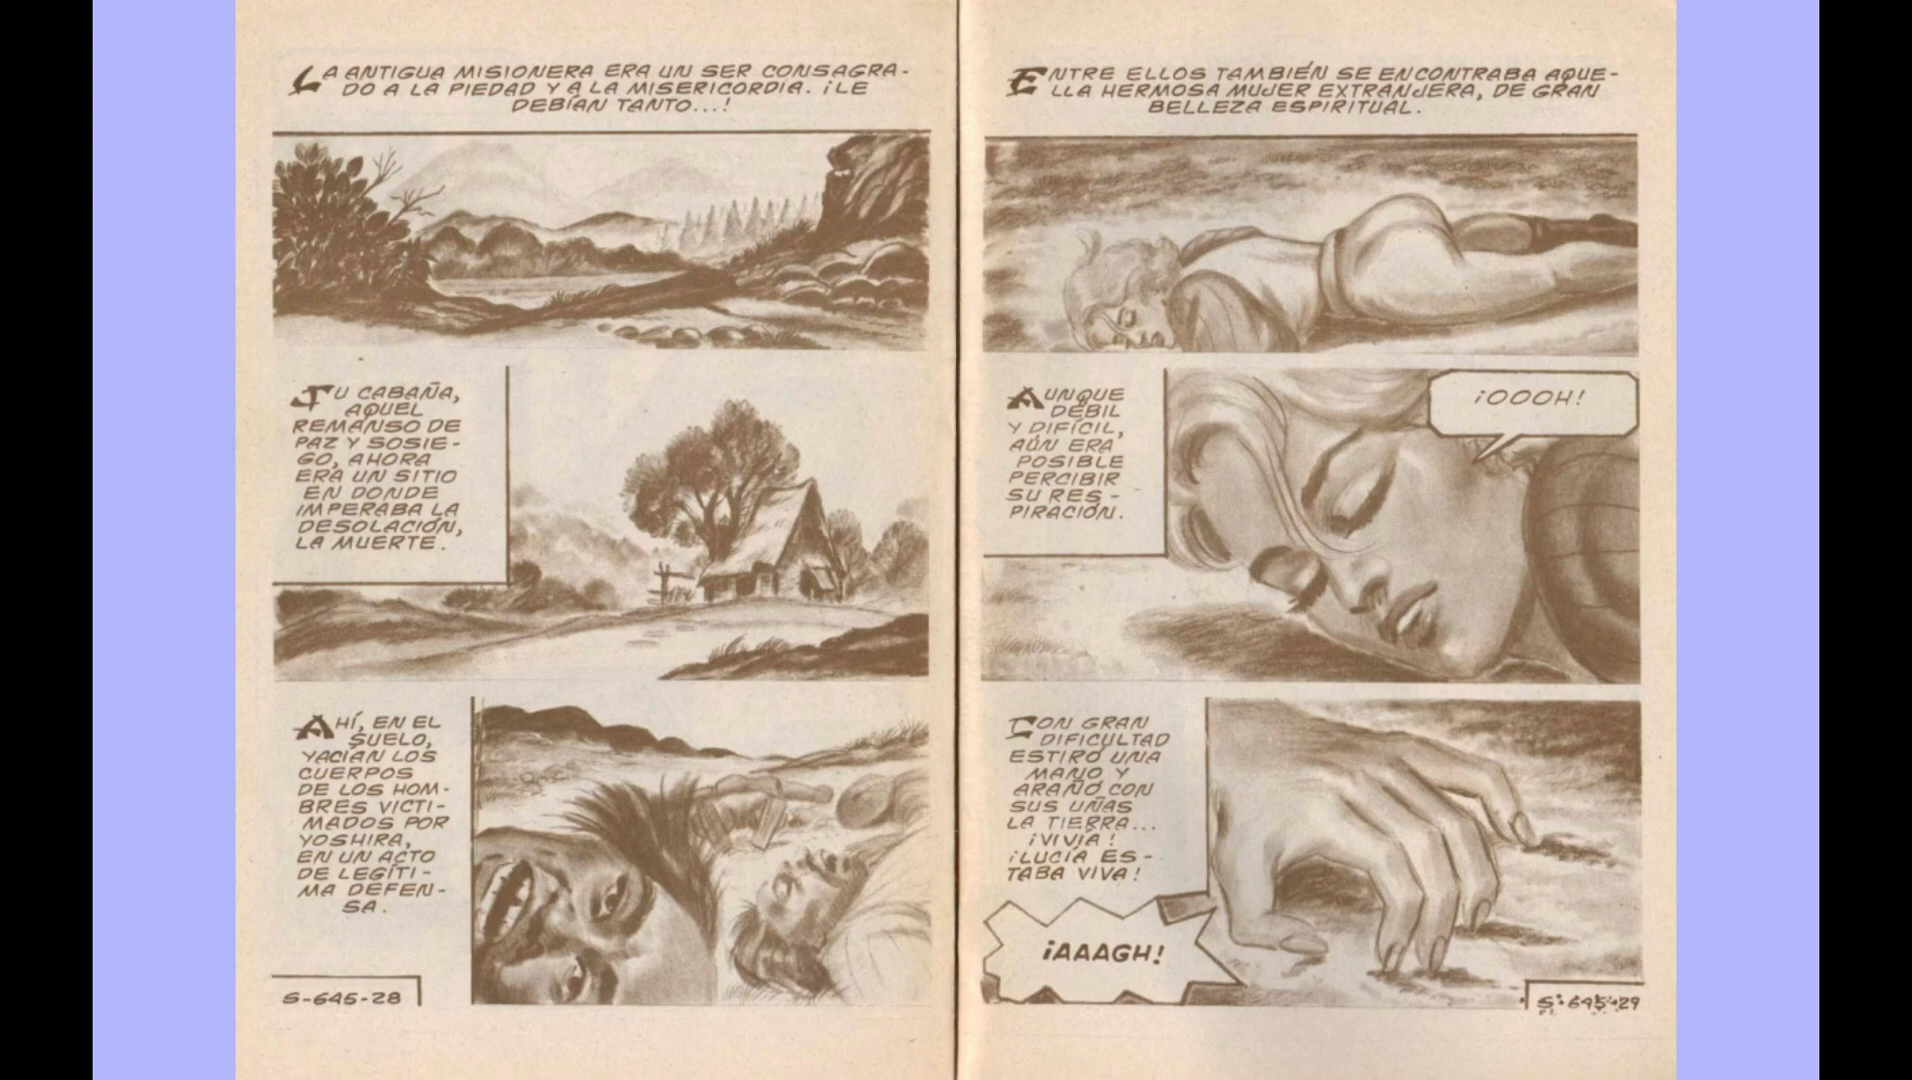 LA ANTIGUA MISIONERA ERA UN SER CONSAGRA-
DO A LA PIEDAD Y A LA MISERICORDIA. ¡LE
DEBÍAN TANTO...!
SU CABAÑA,
AQUEL
REMANSO DE
PAZ Y SOSIE-
GO, AHORA
ERA UN SITIO
EN DONDE
IMPERABA LA
DESOLACIÓN,
LA MUERTE.
AHÍ, EN EL
SUELO,
YACÍAN LOS
CUERPOS
DE LOS HOM-
BRES VICTI-
MADOS POR
YOSHIRA,
EN UN ACTO
DE LEGÍTI-
MA DEFEN-
SA.
S-645-28
ENTRE ELLOS TAMBIÉN SE ENCONTRABA AQUE-
LLA HERMOSA MUJER EXTRANJERA, DE GRAN
BELLEZA ESPIRITUAL.
AUNQUE
DÉBIL
Y DIFÍCIL,
AÚN ERA
POSIBLE
PERCIBIR
SU RES-
PIRACIÓN.
¡OOOH!
CON GRAN
DIFICULTAD
ESTIRÓ UNA
MANO Y
ARAÑÓ CON
SUS UÑAS
LA TIERRA...
¡VIVÍA!
¡LUCÍA ES-
TABA VIVA!
¡AAAGH!
S-645-29